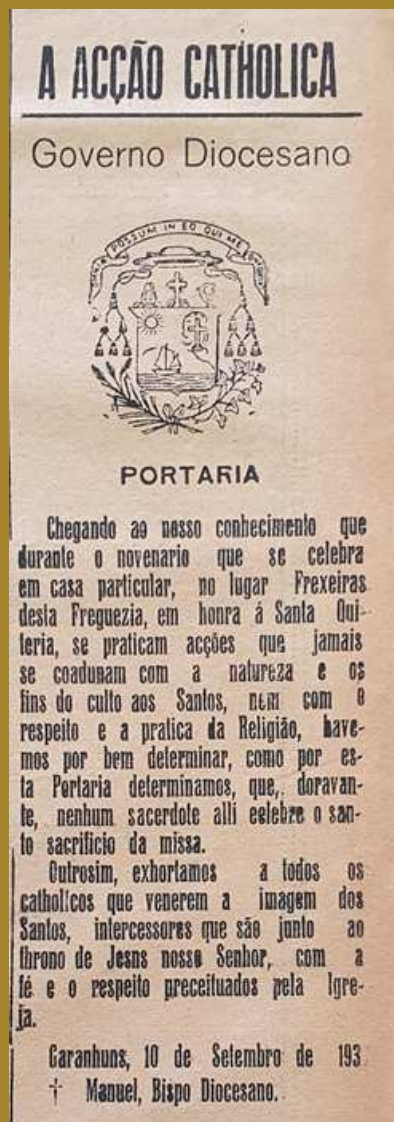 A ACÇÃO CATHOLICA
Governo Diocesano
OMNIA POSSUM IN EO QUI ME CONFORTAT
PORTARIA
Chegando ao nosso conhecimento que
durante o novenario que se celebra
em casa particular, no lugar Frexeiras
desta Freguezia, em honra á Santa Qui-
teria, se praticam acções que jamais
se coadunam com a natureza e os
fins do culto aos Santos, nem com o
respeito e a pratica da Religião, have-
mos por bem determinar, como por es-
ta Portaria determinamos, que, doravan-
te, nenhum sacerdote alli celebre o san-
to sacrificio da missa.
Outrosim, exhortamos a todos os
catholicos que venerem a imagem dos
Santos, intercessores que são junto ao
throno de Jesns nosso Senhor, com a
fé e o respeito preceituados pela Igre-
ja.
Garanhuns, 10 de Setembro de 193
† Manuel, Bispo Diocesano.